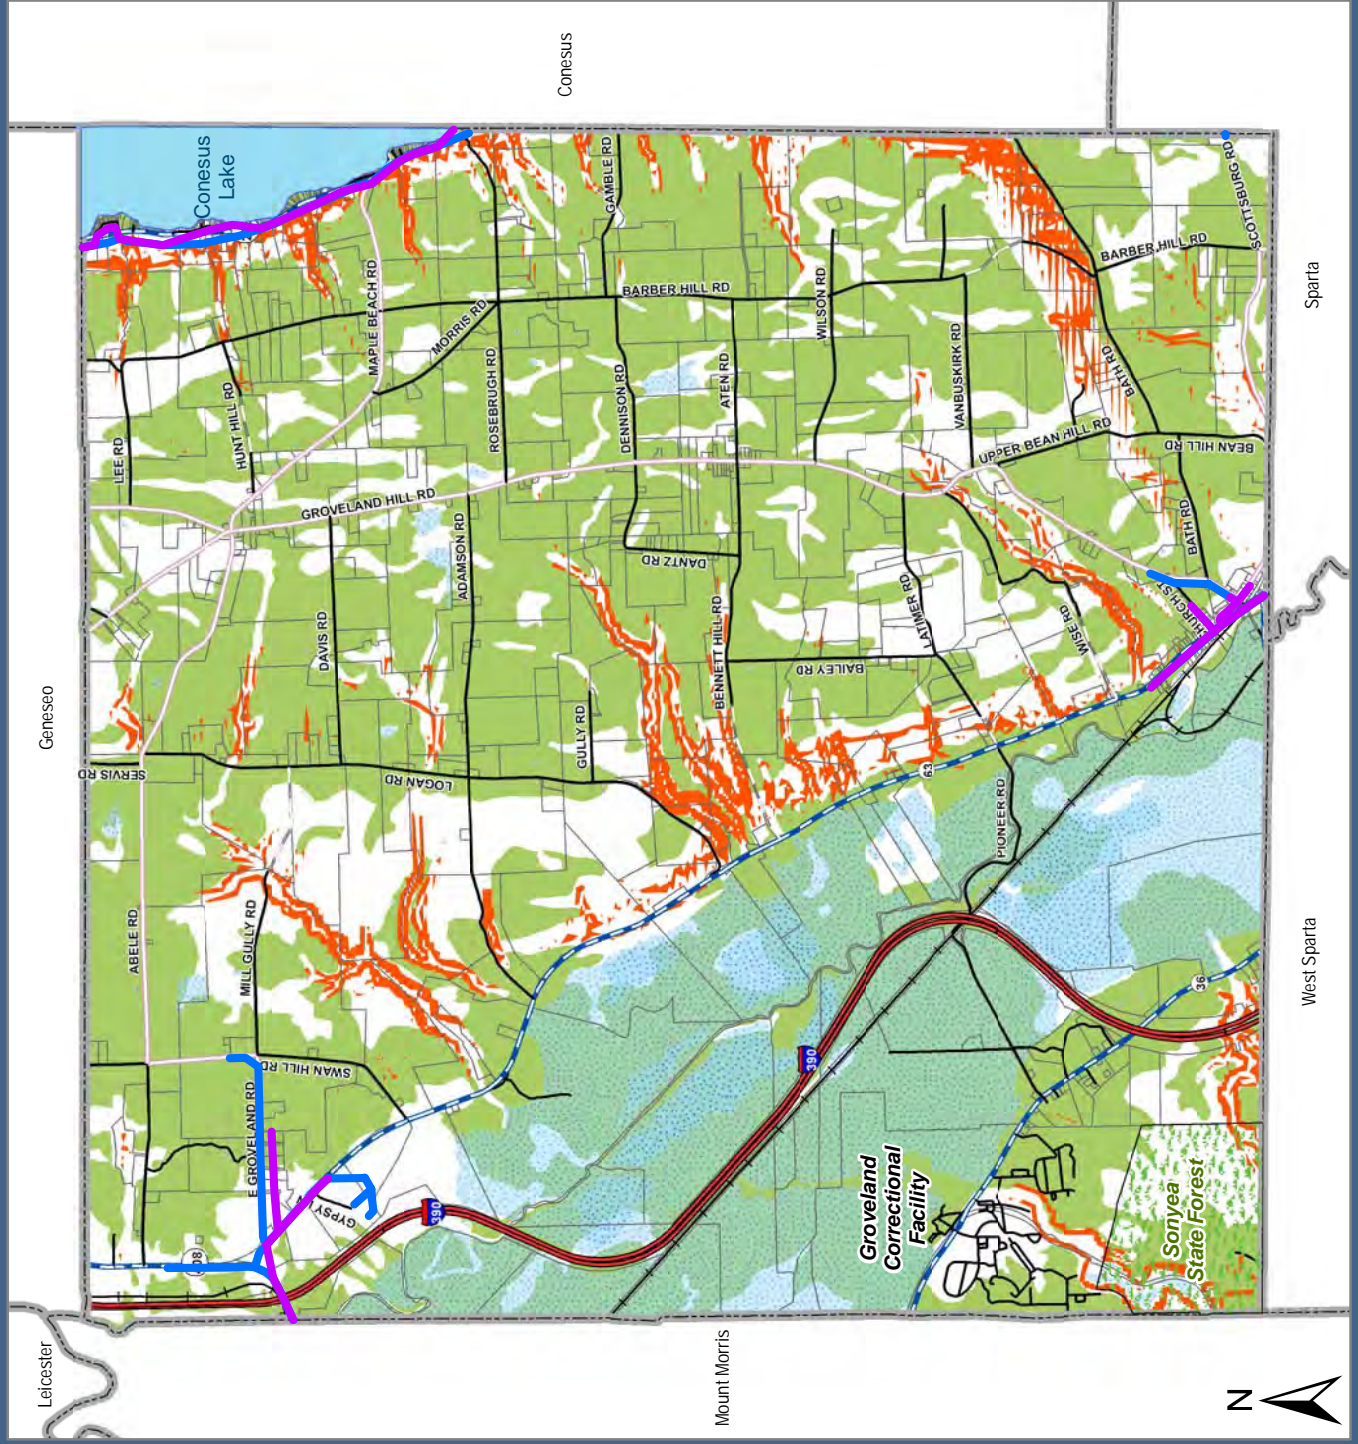 Conesus
Conesus
Lake
GAMBLE RD
SCOTTSBURG RD
BARBER HILL RD
Sparta
MAPLE BEACH RD
MORRIS RD
BARBER HILL RD
WILSON RD
LEE RD
HUNT HILL RD
ROSEBRUGH RD
DENNISON RD
ATEN RD
VANBUSKIRK RD
BATH RD
GROVELAND HILL RD
UPPER BEAN HILL RD
BEAN HILL RD
ADAMSON RD
DANTZ RD
BATH RD
DAVIS RD
BENNETT HILL RD
LATIMER RD
WISE RD
BAILEY RD
Geneseo
SERVIS RD
LOGAN RD
GULLY RD
63
PIONEER RD
ABELE RD
MILL GULLY RD
West Sparta
36
SWAN HILL RD
E GROVELAND RD
390
390
Groveland
Correctional
Facility
Sonyea
State Forest
Leicester
Mount Morris
N